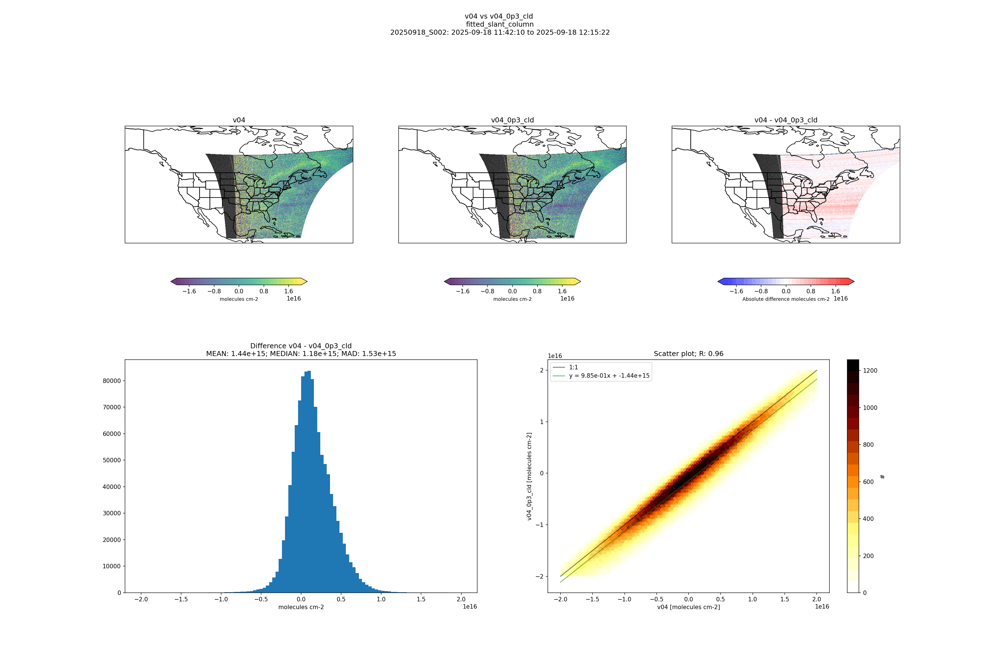 v04 vs v04_0p3_cld
fitted_slant_column
20250918_S002: 2025-09-18 11:42:10 to 2025-09-18 12:15:22
v04
v04_0p3_cld
v04 - v04_0p3_cld
−1.6 −0.8 0.0 0.8 1.6
molecules cm-2 1e16
−1.6 −0.8 0.0 0.8 1.6
molecules cm-2 1e16
−1.6 −0.8 0.0 0.8 1.6
Absolute difference molecules cm-2 1e16
Difference v04 - v04_0p3_cld
MEAN: 1.44e+15; MEDIAN: 1.18e+15; MAD: 1.53e+15
80000
70000
60000
50000
40000
30000
20000
10000
0
−2.0 −1.5 −1.0 −0.5 0.0 0.5 1.0 1.5 2.0
molecules cm-2 1e16
Scatter plot; R: 0.96
1e16
1:1
y = 9.85e-01x + -1.44e+15
2
1
0
−1
−2
v04_0p3_cld [molecules cm-2]
−2.0 −1.5 −1.0 −0.5 0.0 0.5 1.0 1.5 2.0
v04 [molecules cm-2] 1e16
1200
1000
800
600
400
200
0
#